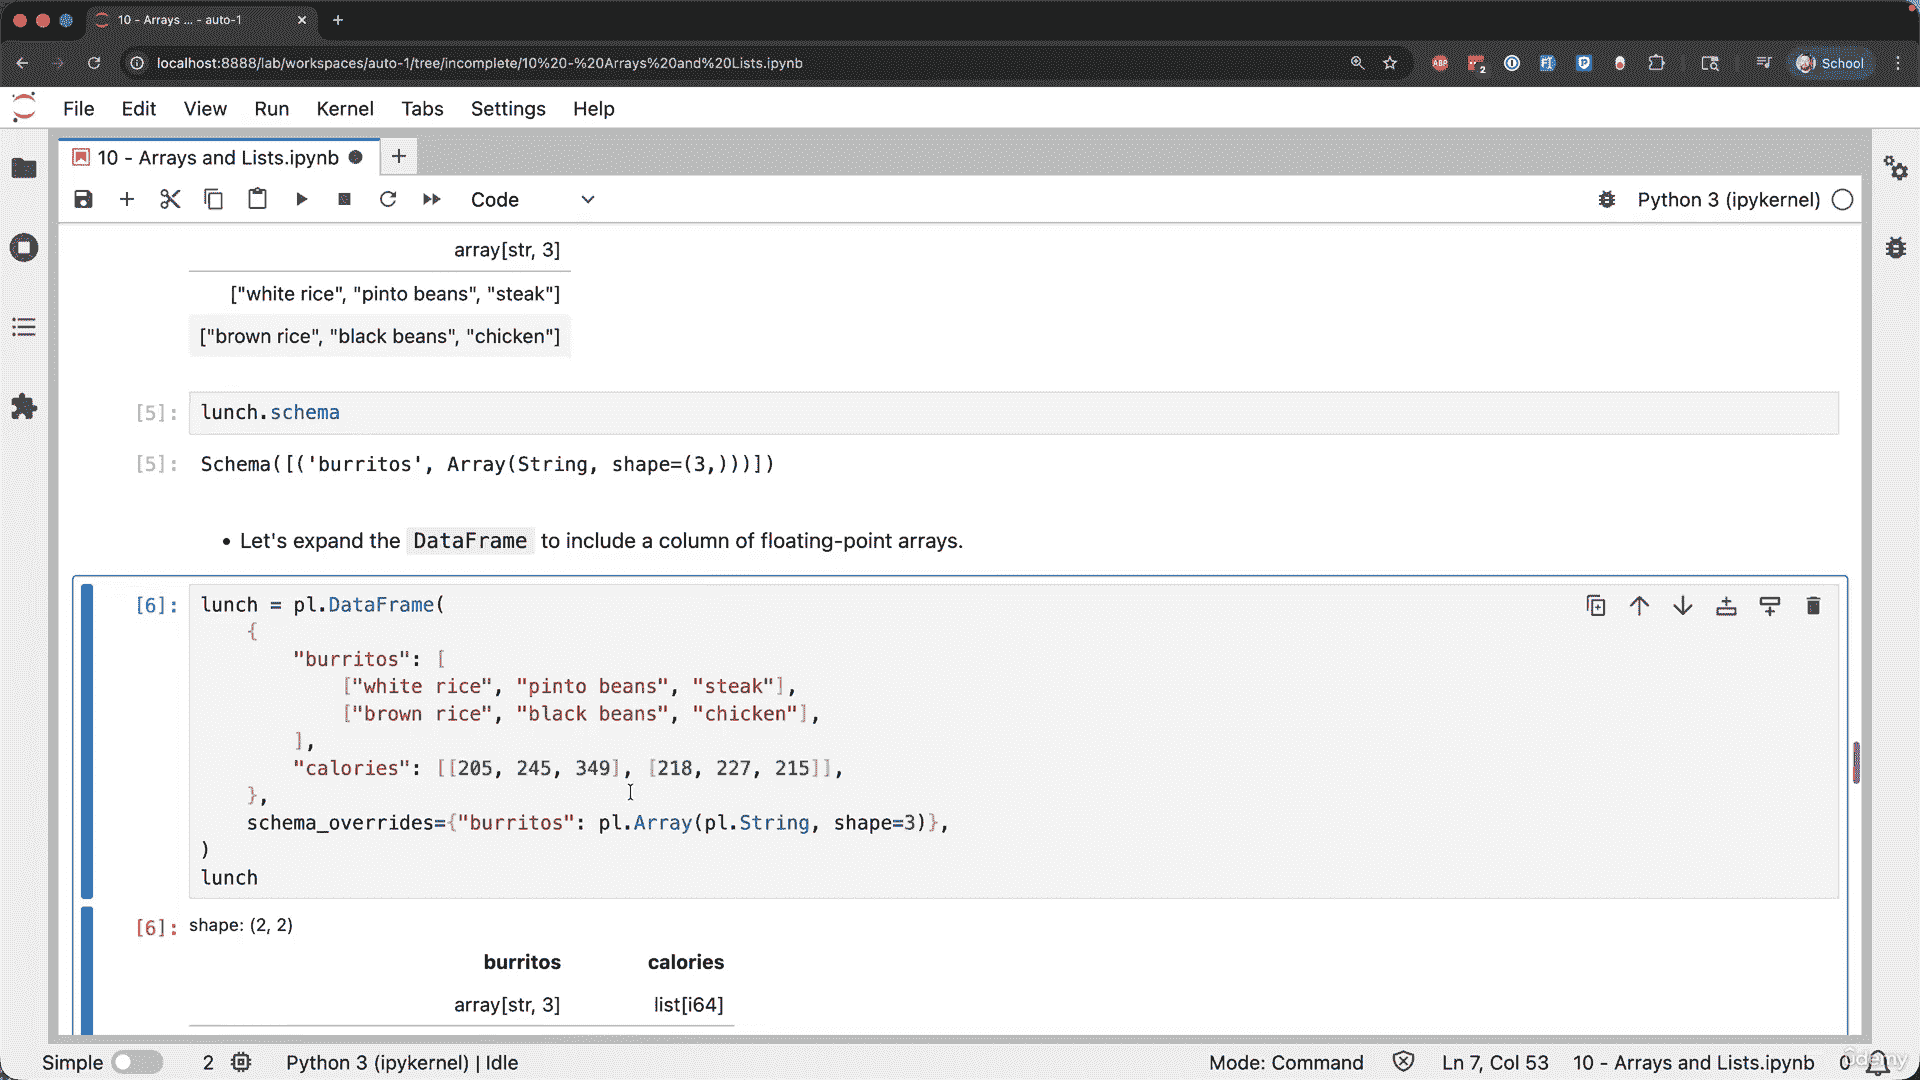 10 - Arrays ... - auto-1
localhost:8888/lab/workspaces/auto-1/tree/incomplete/10%20-%20Arrays%20and%20Lists.ipynb
ABP
2
School
File Edit View Run Kernel Tabs Settings Help
10 - Arrays and Lists.ipynb
Code
Python 3 (ipykernel)
array[str, 3]
["white rice", "pinto beans", "steak"]
["brown rice", "black beans", "chicken"]
[5]: lunch.schema
[5]: Schema([('burritos', Array(String, shape=(3,)))])
• Let's expand the DataFrame to include a column of floating-point arrays.
[6]: lunch = pl.DataFrame(
{
"burritos": [
["white rice", "pinto beans", "steak"],
["brown rice", "black beans", "chicken"],
],
"calories": [[205, 245, 349], [218, 227, 215]],
},
schema_overrides={"burritos": pl.Array(pl.String, shape=3)},
)
lunch
[6]: shape: (2, 2)
burritos calories
array[str, 3] list[i64]
Simple 2 Python 3 (ipykernel) | Idle Mode: Command Ln 7, Col 53 10 - Arrays and Lists.ipynb 0
Udemy